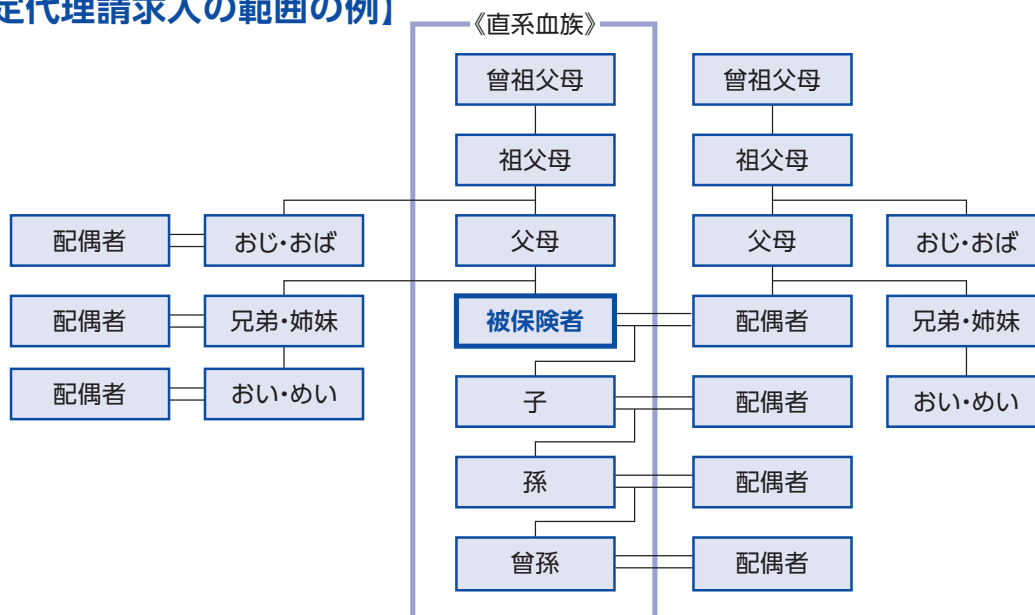 定代理請求人の範囲の例】
《直系血族》
曾祖父母
曾祖父母
祖父母
祖父母
配偶者
おじ・おば
父母
父母
おじ・おば
配偶者
兄弟・姉妹
被保険者
配偶者
兄弟・姉妹
配偶者
おい・めい
子
配偶者
おい・めい
孫
配偶者
曾孫
配偶者